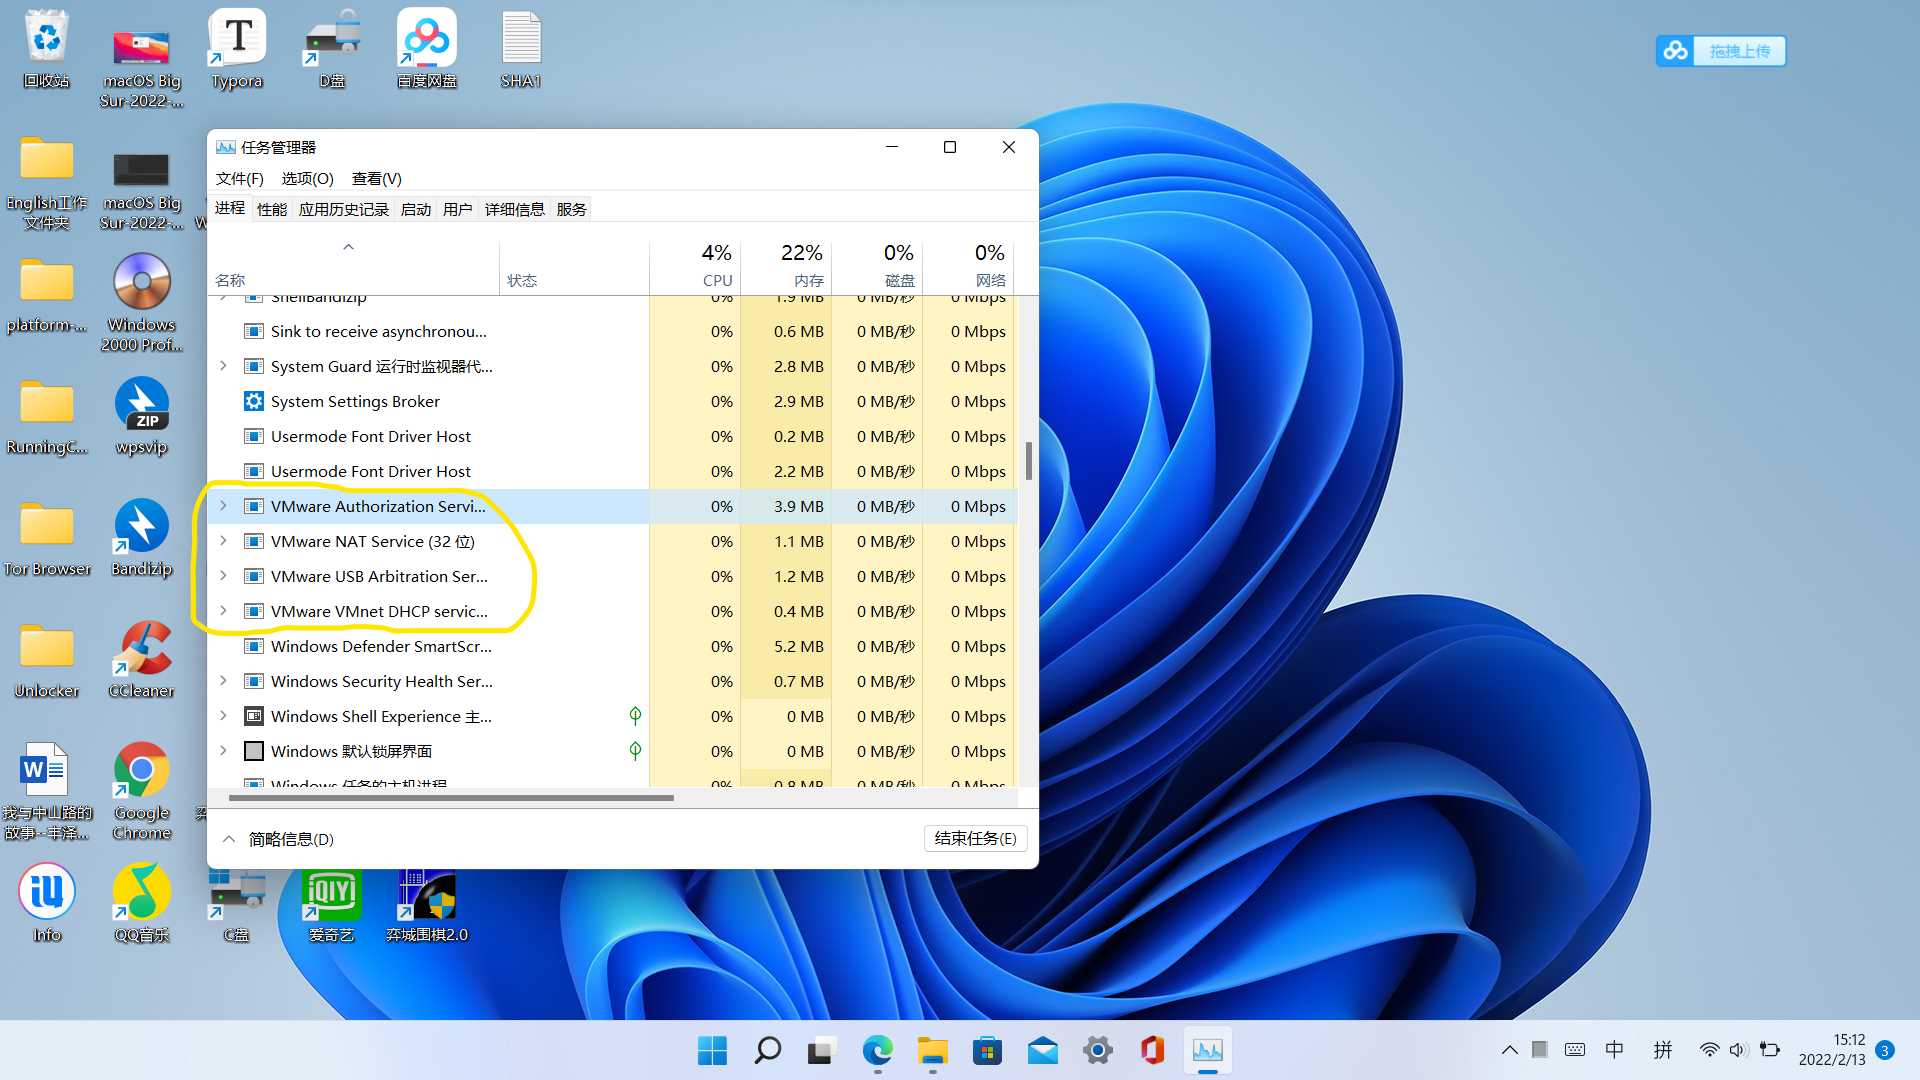 回收站
macOS Big
Sur-2022-...
Typora
D盘
百度网盘
SHA1
拖拽上传
English工作
文件夹
macOS Big
Sur-2022-...
platform-...
Windows
2000 Prof...
RunningC...
wpsvip
ZIP
Tor Browser
Bandizip
Unlocker
CCleaner
我与中山路的
故事--丰泽...
Google
Chrome
Info
QQ音乐
C盘
iQIYI
爱奇艺
弈城围棋2.0
任务管理器
文件(F) 选项(O) 查看(V)
进程 性能 应用历史记录 启动 用户 详细信息 服务
4% 22% 0% 0%
名称 状态 CPU 内存 磁盘 网络
ShellBandizip 0% 1.9 MB 0 MB/秒 0 Mbps
Sink to receive asynchronou... 0% 0.6 MB 0 MB/秒 0 Mbps
System Guard 运行时监视器代... 0% 2.8 MB 0 MB/秒 0 Mbps
System Settings Broker 0% 2.9 MB 0 MB/秒 0 Mbps
Usermode Font Driver Host 0% 0.2 MB 0 MB/秒 0 Mbps
Usermode Font Driver Host 0% 2.2 MB 0 MB/秒 0 Mbps
VMware Authorization Servi... 0% 3.9 MB 0 MB/秒 0 Mbps
VMware NAT Service (32 位) 0% 1.1 MB 0 MB/秒 0 Mbps
VMware USB Arbitration Ser... 0% 1.2 MB 0 MB/秒 0 Mbps
VMware VMnet DHCP servic... 0% 0.4 MB 0 MB/秒 0 Mbps
Windows Defender SmartScr... 0% 5.2 MB 0 MB/秒 0 Mbps
Windows Security Health Ser... 0% 0.7 MB 0 MB/秒 0 Mbps
Windows Shell Experience 主... 0% 0 MB 0 MB/秒 0 Mbps
Windows 默认锁屏界面 0% 0 MB 0 MB/秒 0 Mbps
Windows 任务的主机进程 0% 0.8 MB 0 MB/秒 0 Mbps
简略信息(D)
结束任务(E)
中
拼
15:12
2022/2/13
3